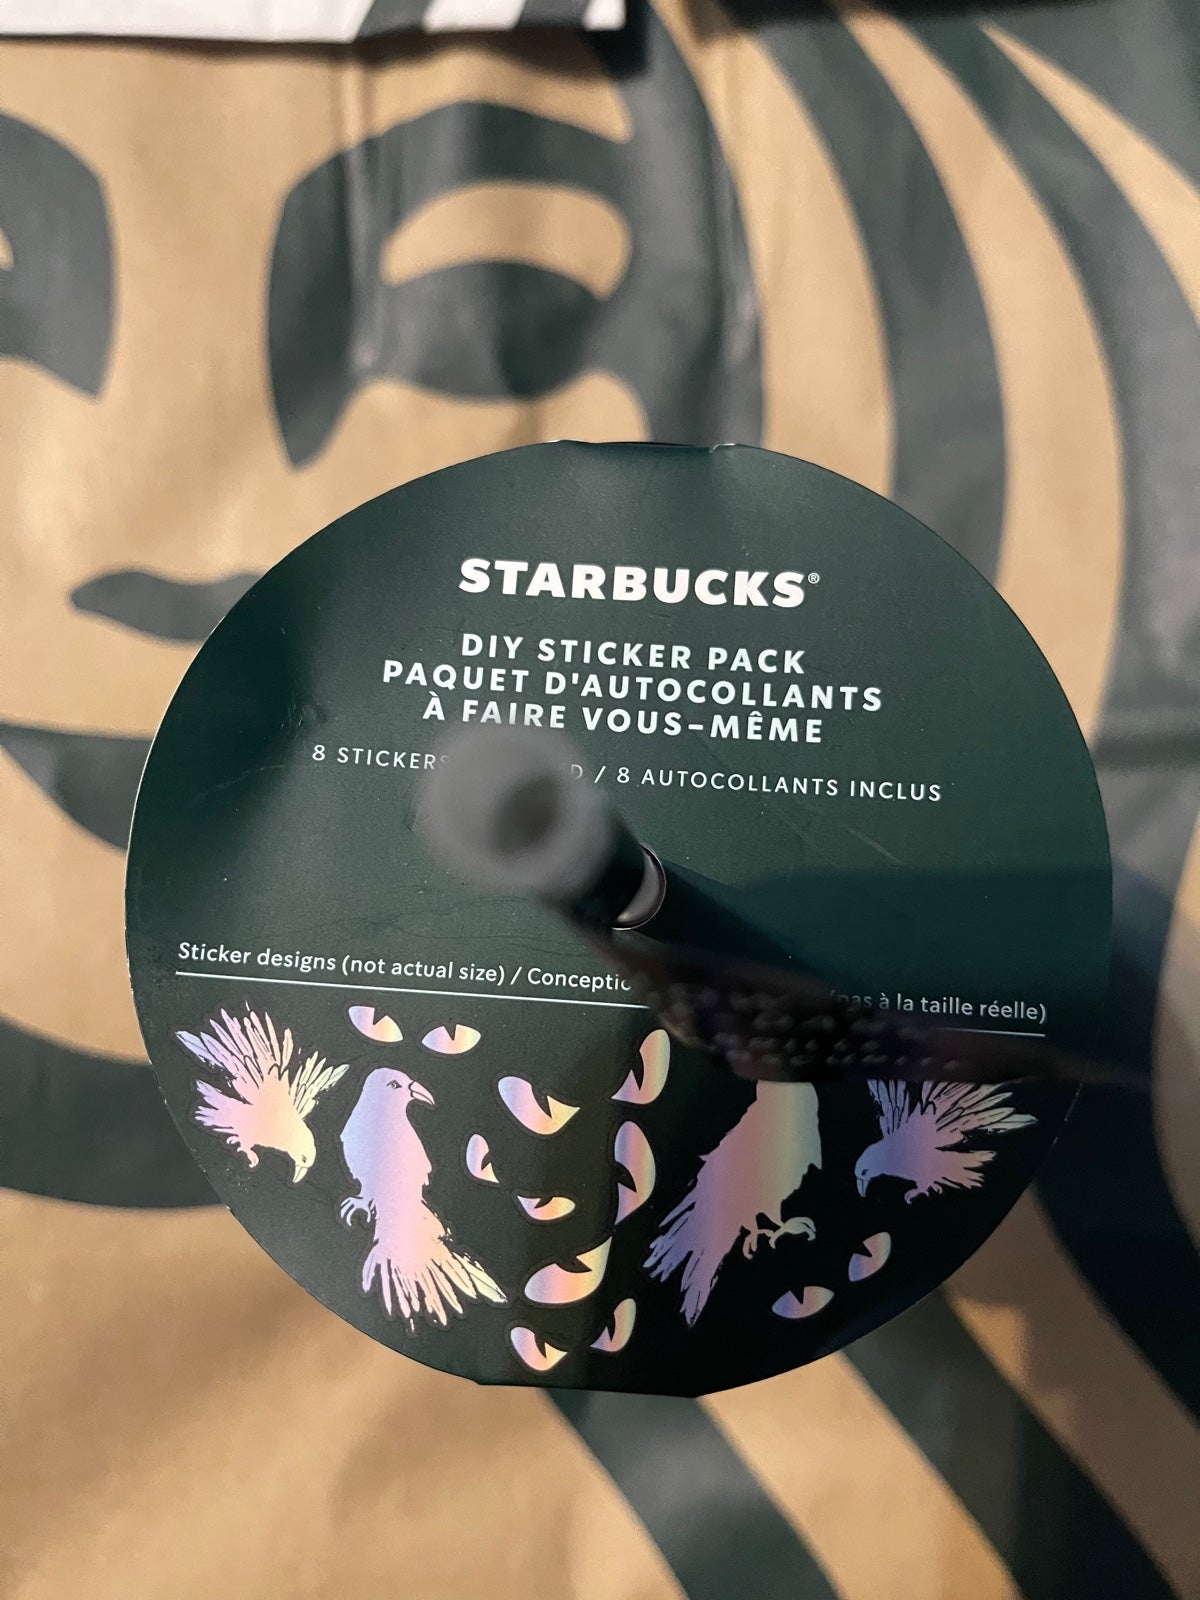 STARBUCKS®
DIY STICKER PACK
PAQUET D'AUTOCOLLANTS
À FAIRE VOUS-MÊME
8 STICKERS / 8 AUTOCOLLANTS INCLUS
Sticker designs (not actual size) / (pas à la taille réelle)